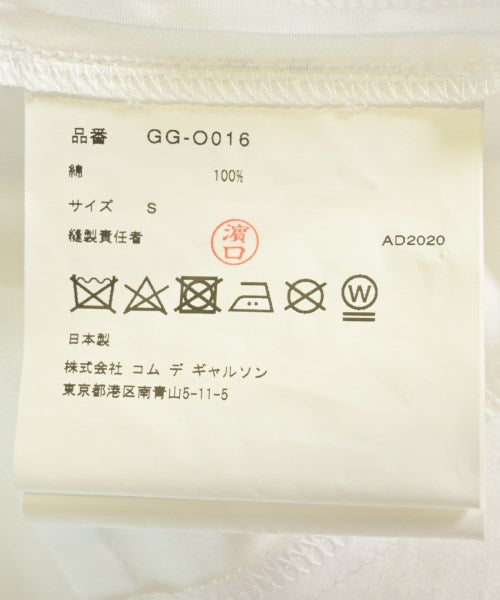 品番 GG-O016
綿 100%
サイズ S
縫製責任者 濱口 AD2020
W
日本製
株式会社 コム デ ギャルソン
東京都港区南青山5-11-5